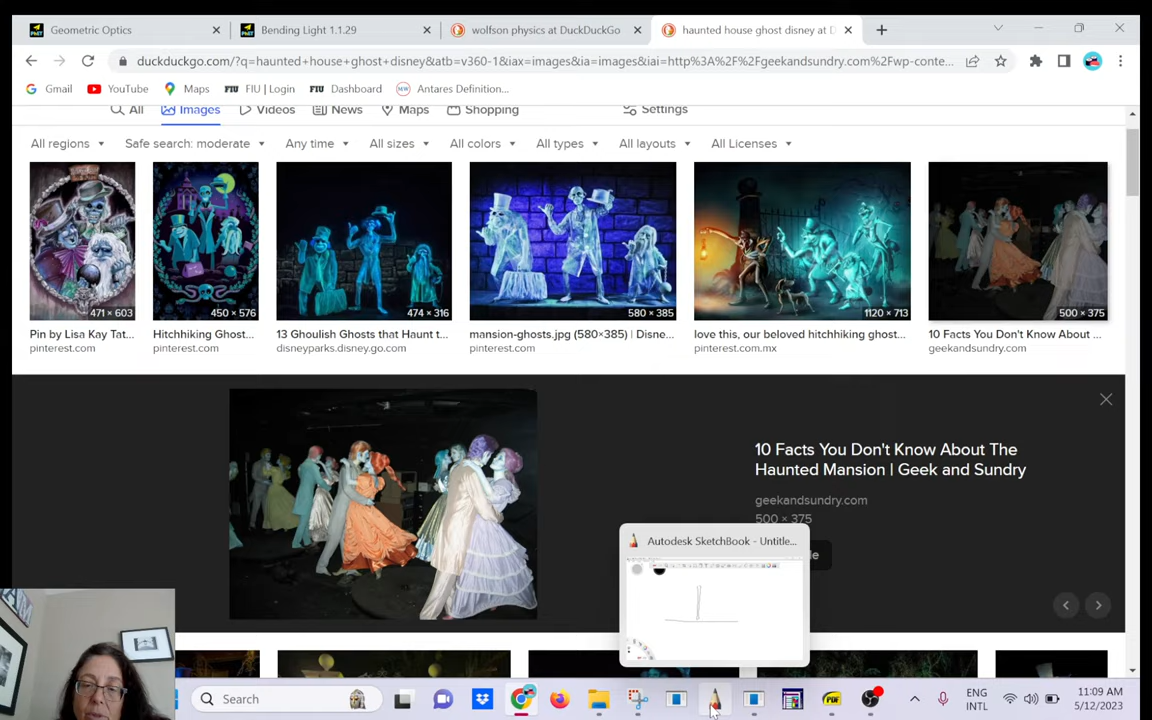 Geometric Optics
Bending Light 1.1.29
wolfson physics at DuckDuckGo
haunted house ghost disney at D
duckduckgo.com/?q=haunted+house+ghost+disney&atb=v360-1&iax=images&ia=images&iai=http%3A%2F%2Fgeekandsundry.com%2Fwp-conte...
Gmail
YouTube
Maps
FIU | Login
FIU Dashboard
MW Antares Definition...
All
Images
Videos
News
Maps
Shopping
Settings
All regions
Safe search: moderate
Any time
All sizes
All colors
All types
All layouts
All Licenses
471 × 603
450 × 576
474 × 316
580 × 385
1120 × 713
500 × 375
Pin by Lisa Kay Tat...
Hitchhiking Ghost...
13 Ghoulish Ghosts that Haunt t...
mansion-ghosts.jpg (580×385) | Disne...
love this, our beloved hitchhiking ghost...
10 Facts You Don't Know About ...
pinterest.com
pinterest.com
disneyparks.disney.go.com
pinterest.com
pinterest.com.mx
geekandsundry.com
10 Facts You Don't Know About The
Haunted Mansion | Geek and Sundry
geekandsundry.com
500 × 375
Autodesk SketchBook - Untitle...
le
Search
PDF
ENG
INTL
11:09 AM
5/12/2023